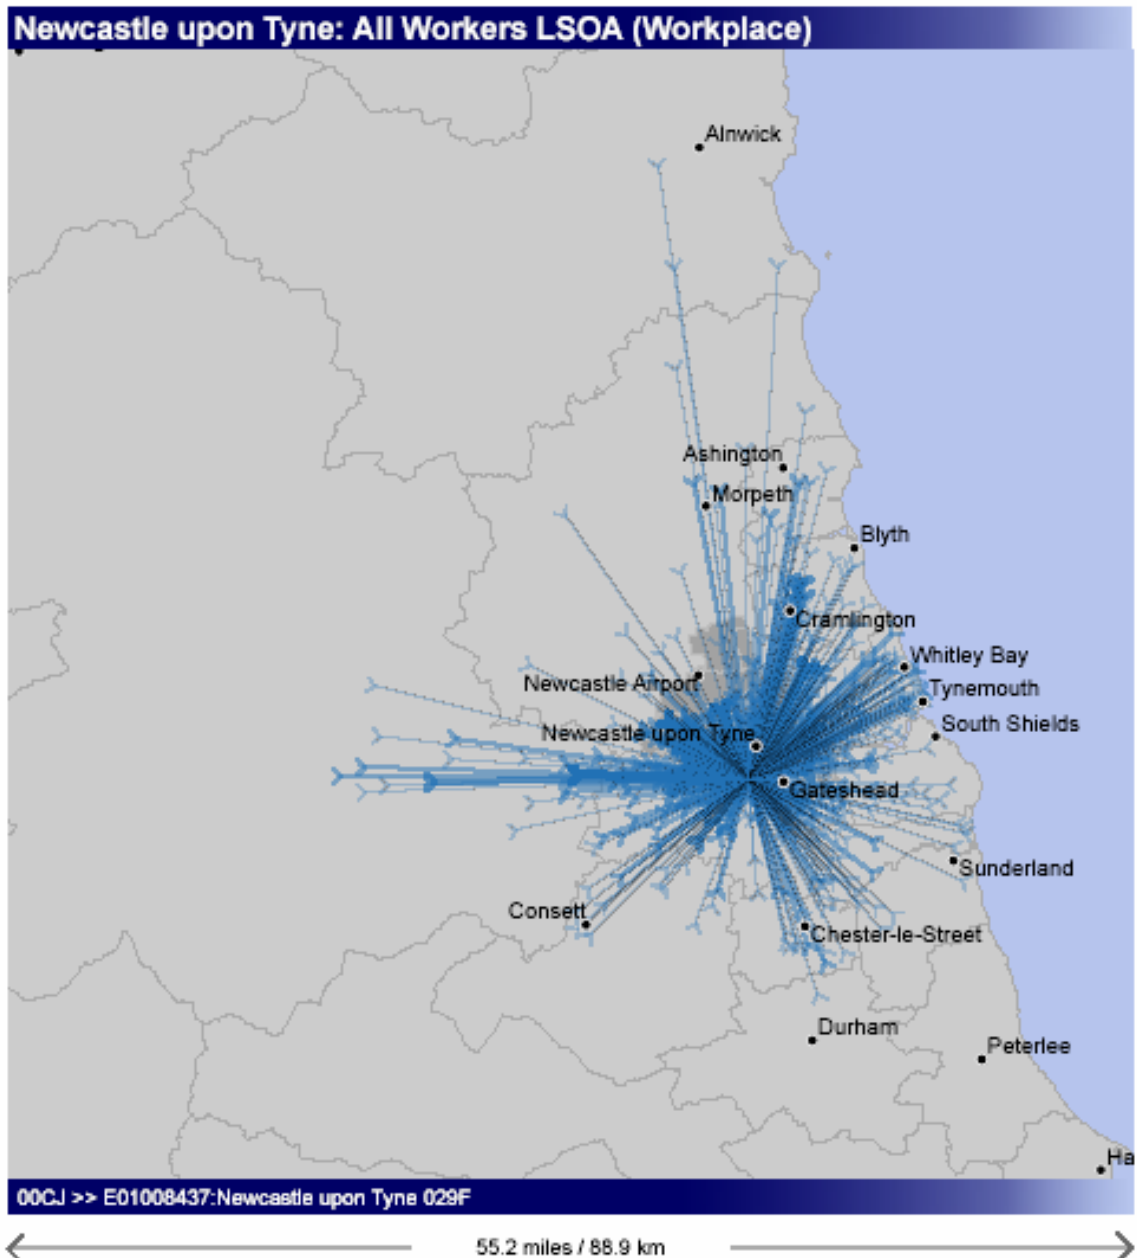 Newcastle upon Tyne: All Workers LSOA (Workplace)
Alnwick
Ashington
Morpeth
Blyth
Cramlington
Whitley Bay
Newcastle Airport
Tynemouth
South Shields
Newcastle upon Tyne
Gateshead
Sunderland
Consett
Chester-le-Street
Durham
Peterlee
Ha
00CJ >> E01008437:Newcastle upon Tyne 029F
55.2 miles / 88.9 km